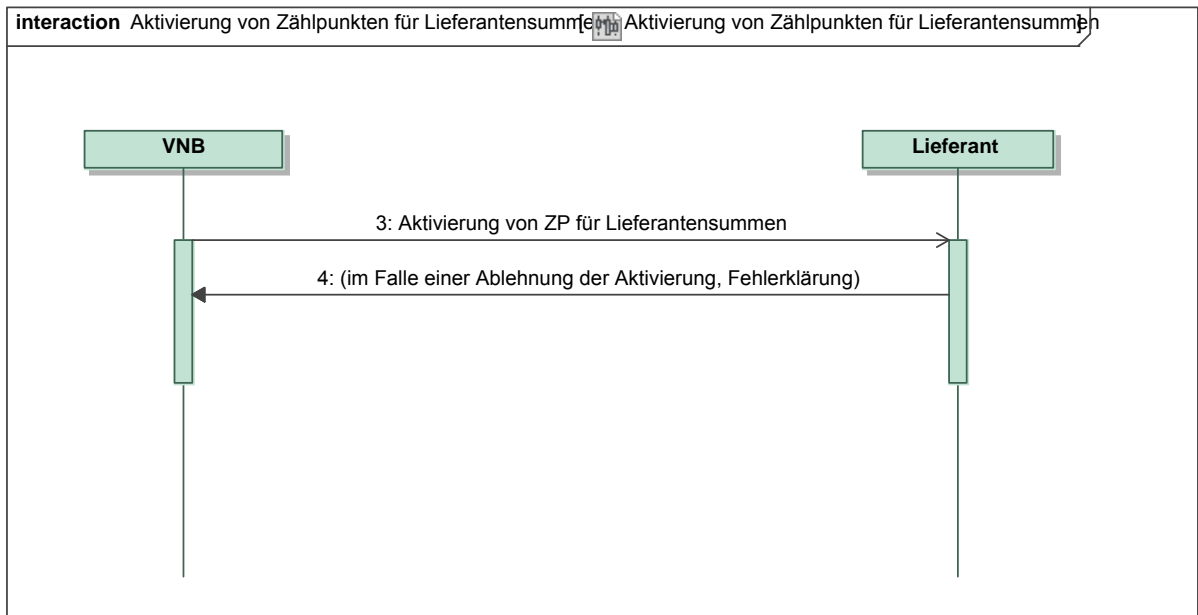 interaction Aktivierung von Zählpunkten für Lieferantensumme[ Aktivierung von Zählpunkten für Lieferantensummen]
VNB
Lieferant
3: Aktivierung von ZP für Lieferantensummen
4: (im Falle einer Ablehnung der Aktivierung, Fehlerklärung)